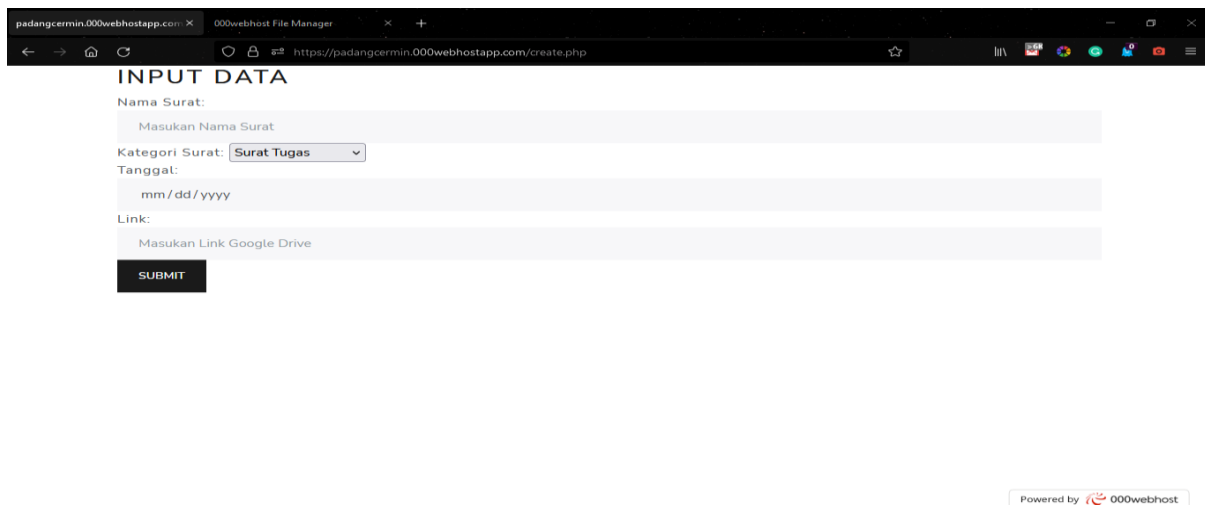 padangcermin.000webhostapp.com
000webhost File Manager
https://padangcermin.000webhostapp.com/create.php
INPUT DATA
Nama Surat:
Masukan Nama Surat
Kategori Surat: Surat Tugas
Tanggal:
mm/dd/yyyy
Link:
Masukan Link Google Drive
SUBMIT
Powered by 000webhost